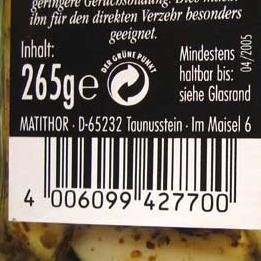 geringere Geruchsbildung. Dies macht
ihn für den direkten Verzehr besonders
geeignet.
Inhalt:
265g e
DER GRÜNE PUNKT
Mindestens
haltbar bis:
siehe Glasrand
04/2005
MATITHOR · D-65232 Taunusstein · Im Maisel 6
4 006099 427700